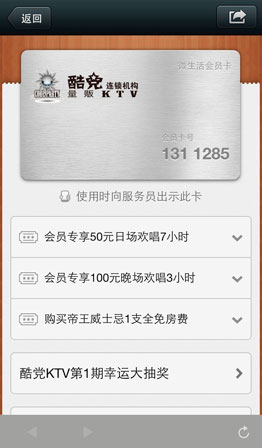 返回
微生活会员卡
酷党 连锁机构
量贩 KTV
会员卡号
131 1285
使用时向服务员出示此卡
会员专享50元日场欢唱7小时
会员专享100元晚场欢唱3小时
购买帝王威士忌1支全免房费
酷党KTV第1期幸运大抽奖